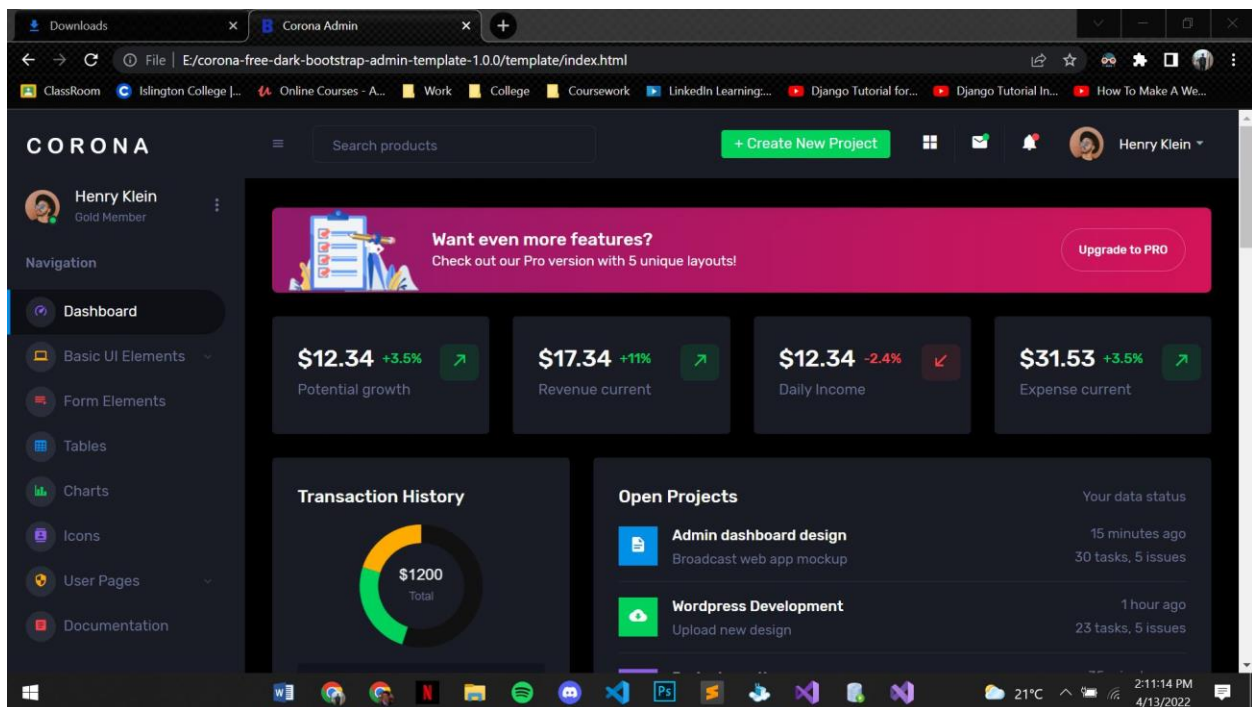 Downloads
Corona Admin
File | E:/corona-free-dark-bootstrap-admin-template-1.0.0/template/index.html
ClassRoom
Islington College |...
Online Courses - A...
Work
College
Coursework
LinkedIn Learning:...
Django Tutorial for...
Django Tutorial In...
How To Make A We...
CORONA
Search products
+ Create New Project
Henry Klein
Henry Klein
Gold Member
Navigation
Dashboard
Basic UI Elements
Form Elements
Tables
Charts
Icons
User Pages
Documentation
Want even more features?
Check out our Pro version with 5 unique layouts!
Upgrade to PRO
$12.34 +3.5%
Potential growth
$17.34 +11%
Revenue current
$12.34 -2.4%
Daily Income
$31.53 +3.5%
Expense current
Transaction History
$1200
Total
Open Projects
Your data status
Admin dashboard design
Broadcast web app mockup
15 minutes ago
30 tasks, 5 issues
Wordpress Development
Upload new design
1 hour ago
23 tasks, 5 issues
21°C
2:11:14 PM
4/13/2022